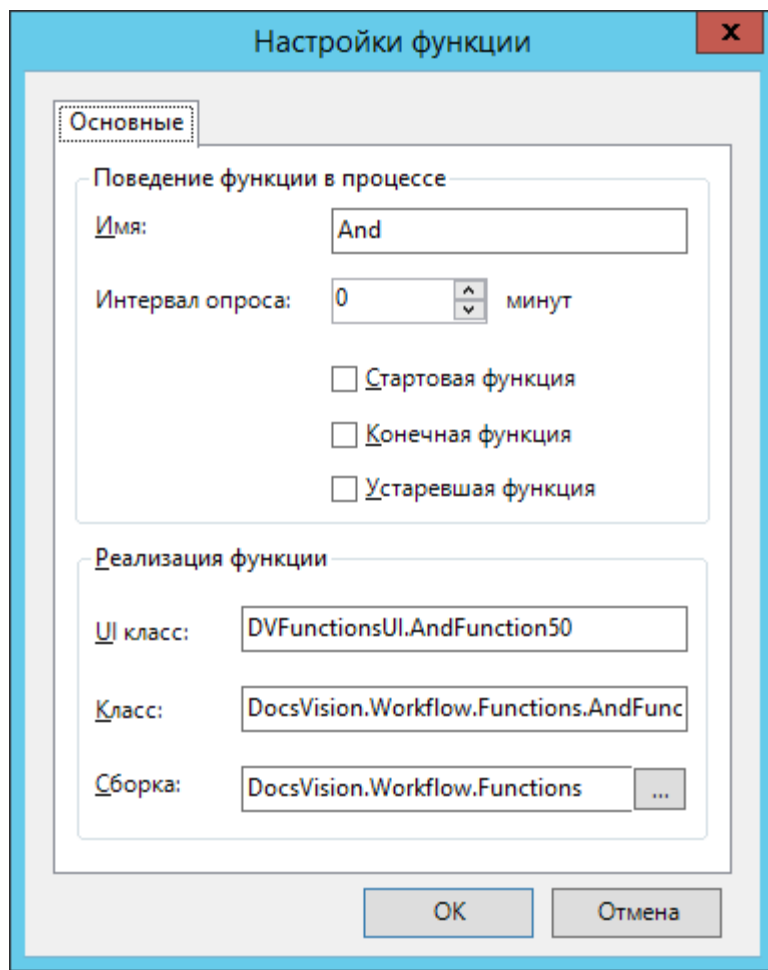 Настройки функции
x
Основные
Поведение функции в процессе
Имя: And
Интервал опроса: 0 минут
Стартовая функция
Конечная функция
Устаревшая функция
Реализация функции
UI класс: DVFunctionsUI.AndFunction50
Класс: DocsVision.Workflow.Functions.AndFunc
Сборка: DocsVision.Workflow.Functions ...
OK Отмена